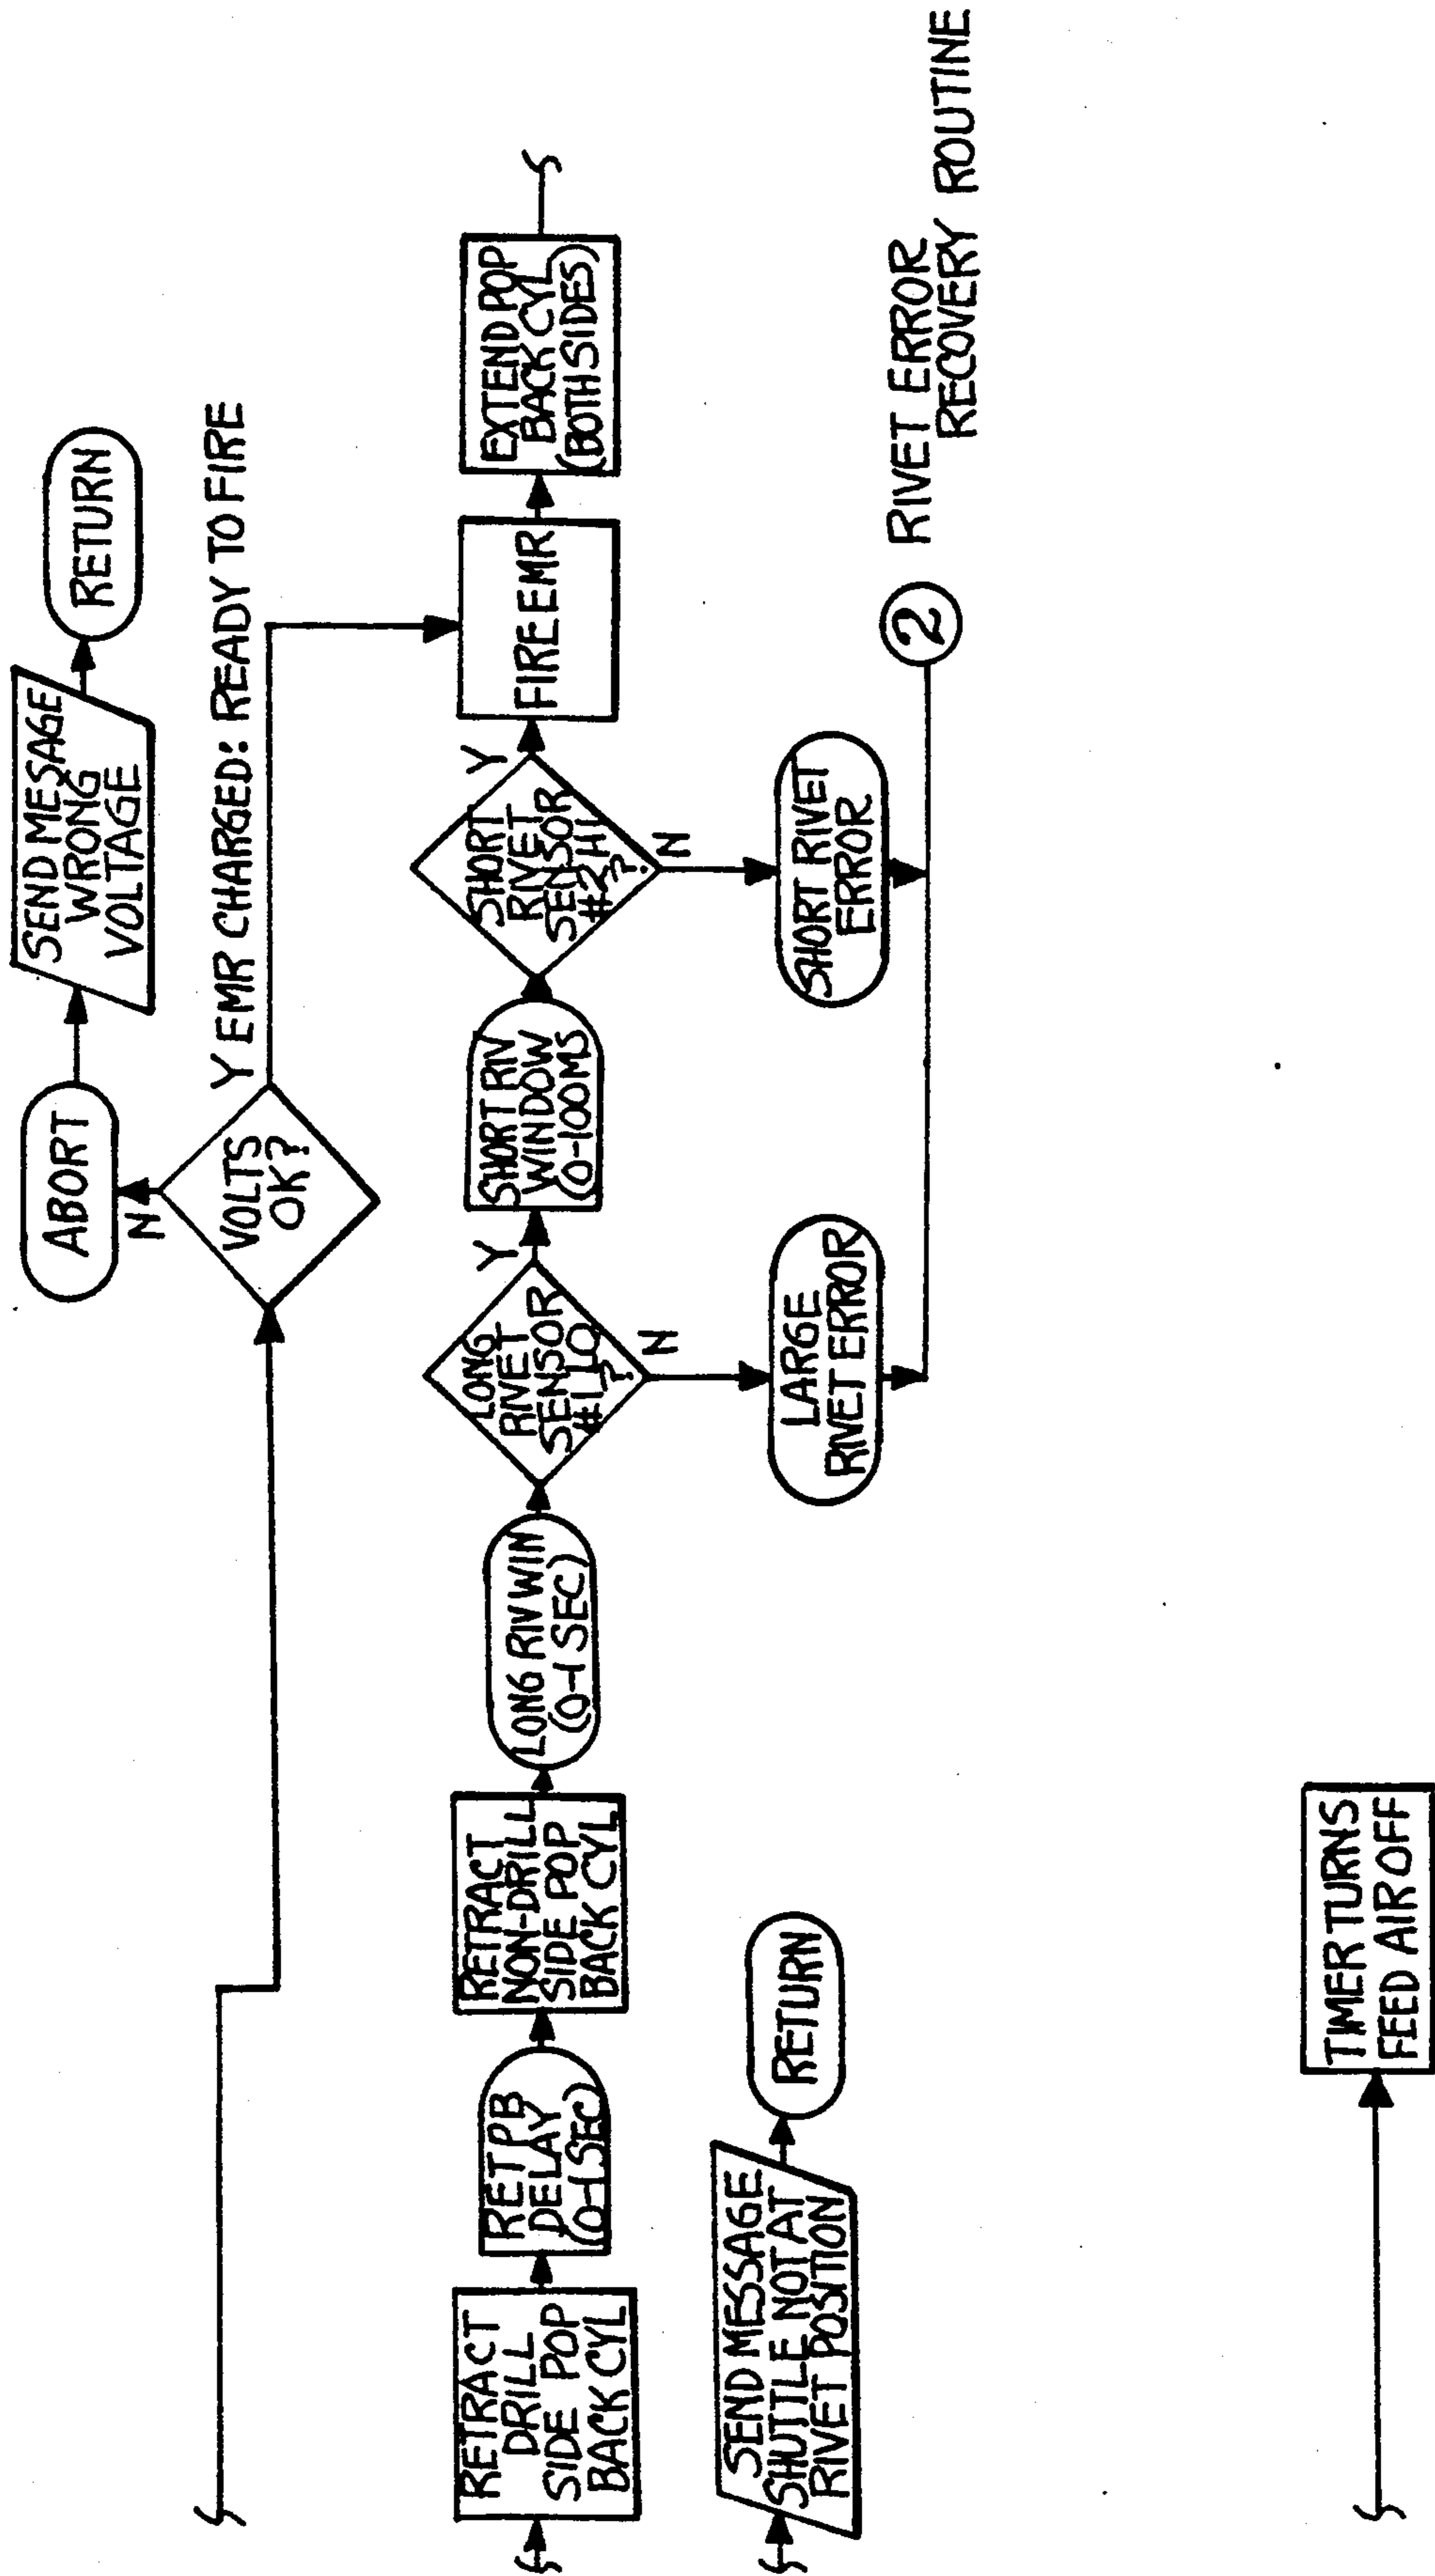 ABORT
SEND MESAGE
WRONG
VOLTAGE
RETURN
N
VOLTS
OK?
Y EMR CHARGED: READY TO FIRE
RETRACT
DRILL
SIDE POP
BACK CYL
RET PB
DELAY
(0-1 SEC)
RETRACT
NON-DRILL
SIDE POP
BACK CYL
LONG RIV WIN
(0-1 SEC)
LONG
RIVET
SENSOR
#1 LO
?
Y
N
SHORT RIV
WINDOW
(0-100MS
SHORT
RIVET
SENSOR
#2 HI
?
Y
N
FIRE EMR
EXTEND POP
BACK CYL
(BOTH SIDES)
SEND MESSAGE
SHUTTLE NOT AT
RIVET POSITION
RETURN
LARGE
RIVET ERROR
SHORT RIVET
ERROR
2
RIVET ERROR
RECOVERY ROUTINE
TIMER TURNS
FEED AIR OFF